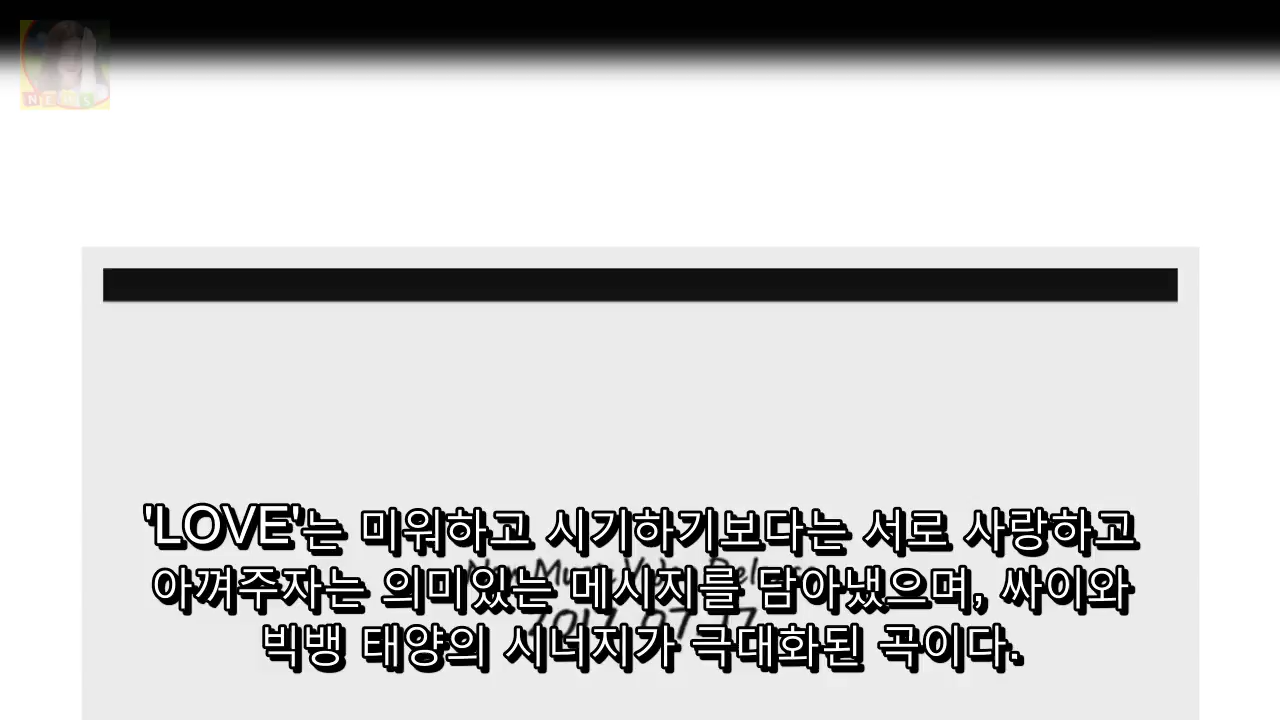 NEWS
'LOVE'는 미워하고 시기하기보다는 서로 사랑하고
아껴주자는 의미있는 메시지를 담아냈으며, 싸이와
빅뱅 태양의 시너지가 극대화된 곡이다.